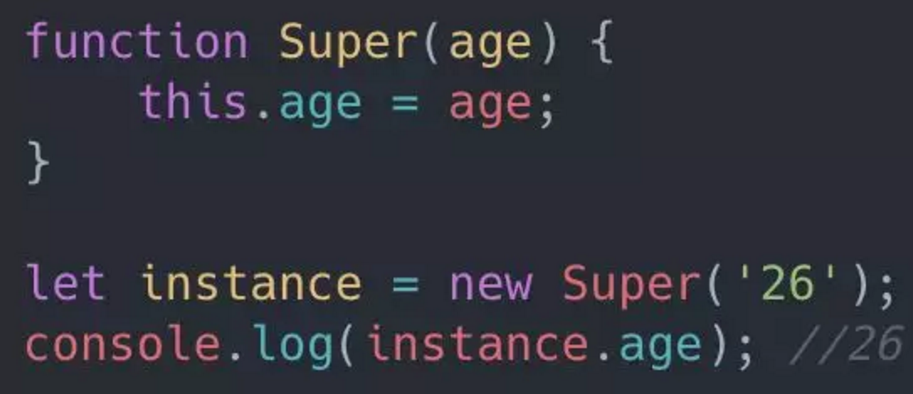 function Super(age) {
    this.age = age;
}

let instance = new Super('26');
console.log(instance.age); //26